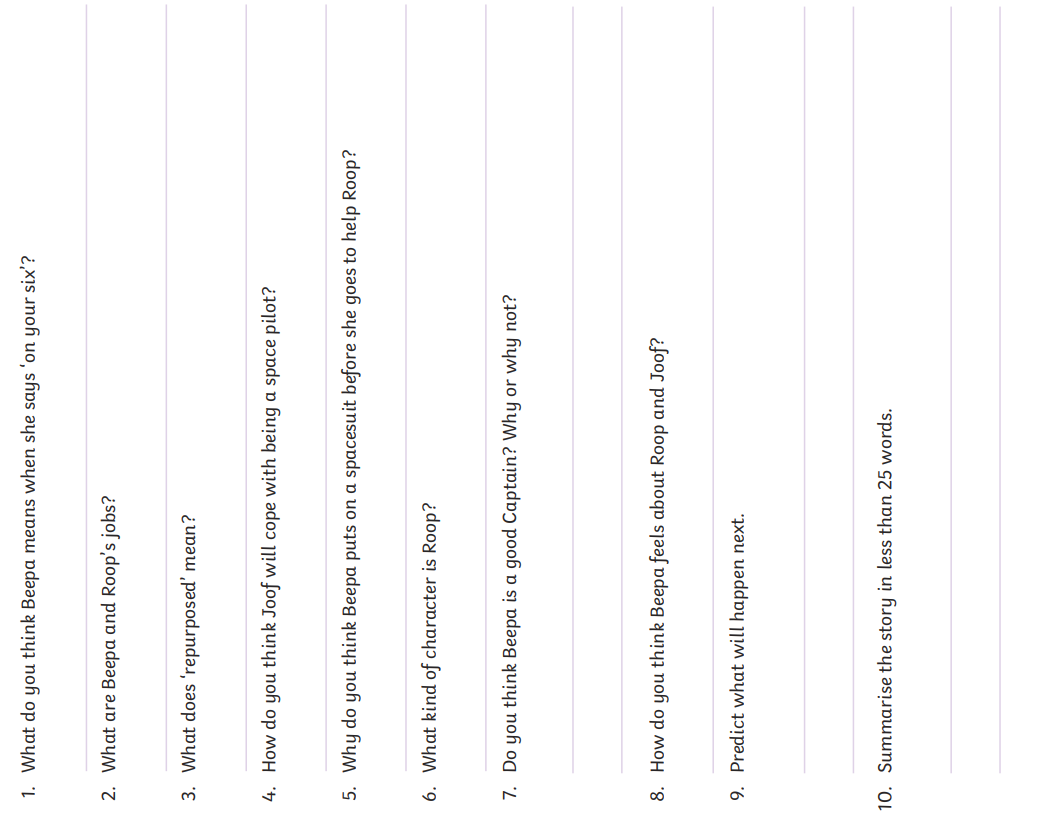 1. What do you think Beepa means when she says ‘on your six’?
2. What are Beepa and Roop’s jobs?
3. What does ‘repurposed’ mean?
4. How do you think Joof will cope with being a space pilot?
5. Why do you think Beepa puts on a spacesuit before she goes to help Roop?
6. What kind of character is Roop?
7. Do you think Beepa is a good Captain? Why or why not?
8. How do you think Beepa feels about Roop and Joof?
9. Predict what will happen next.
10. Summarise the story in less than 25 words.